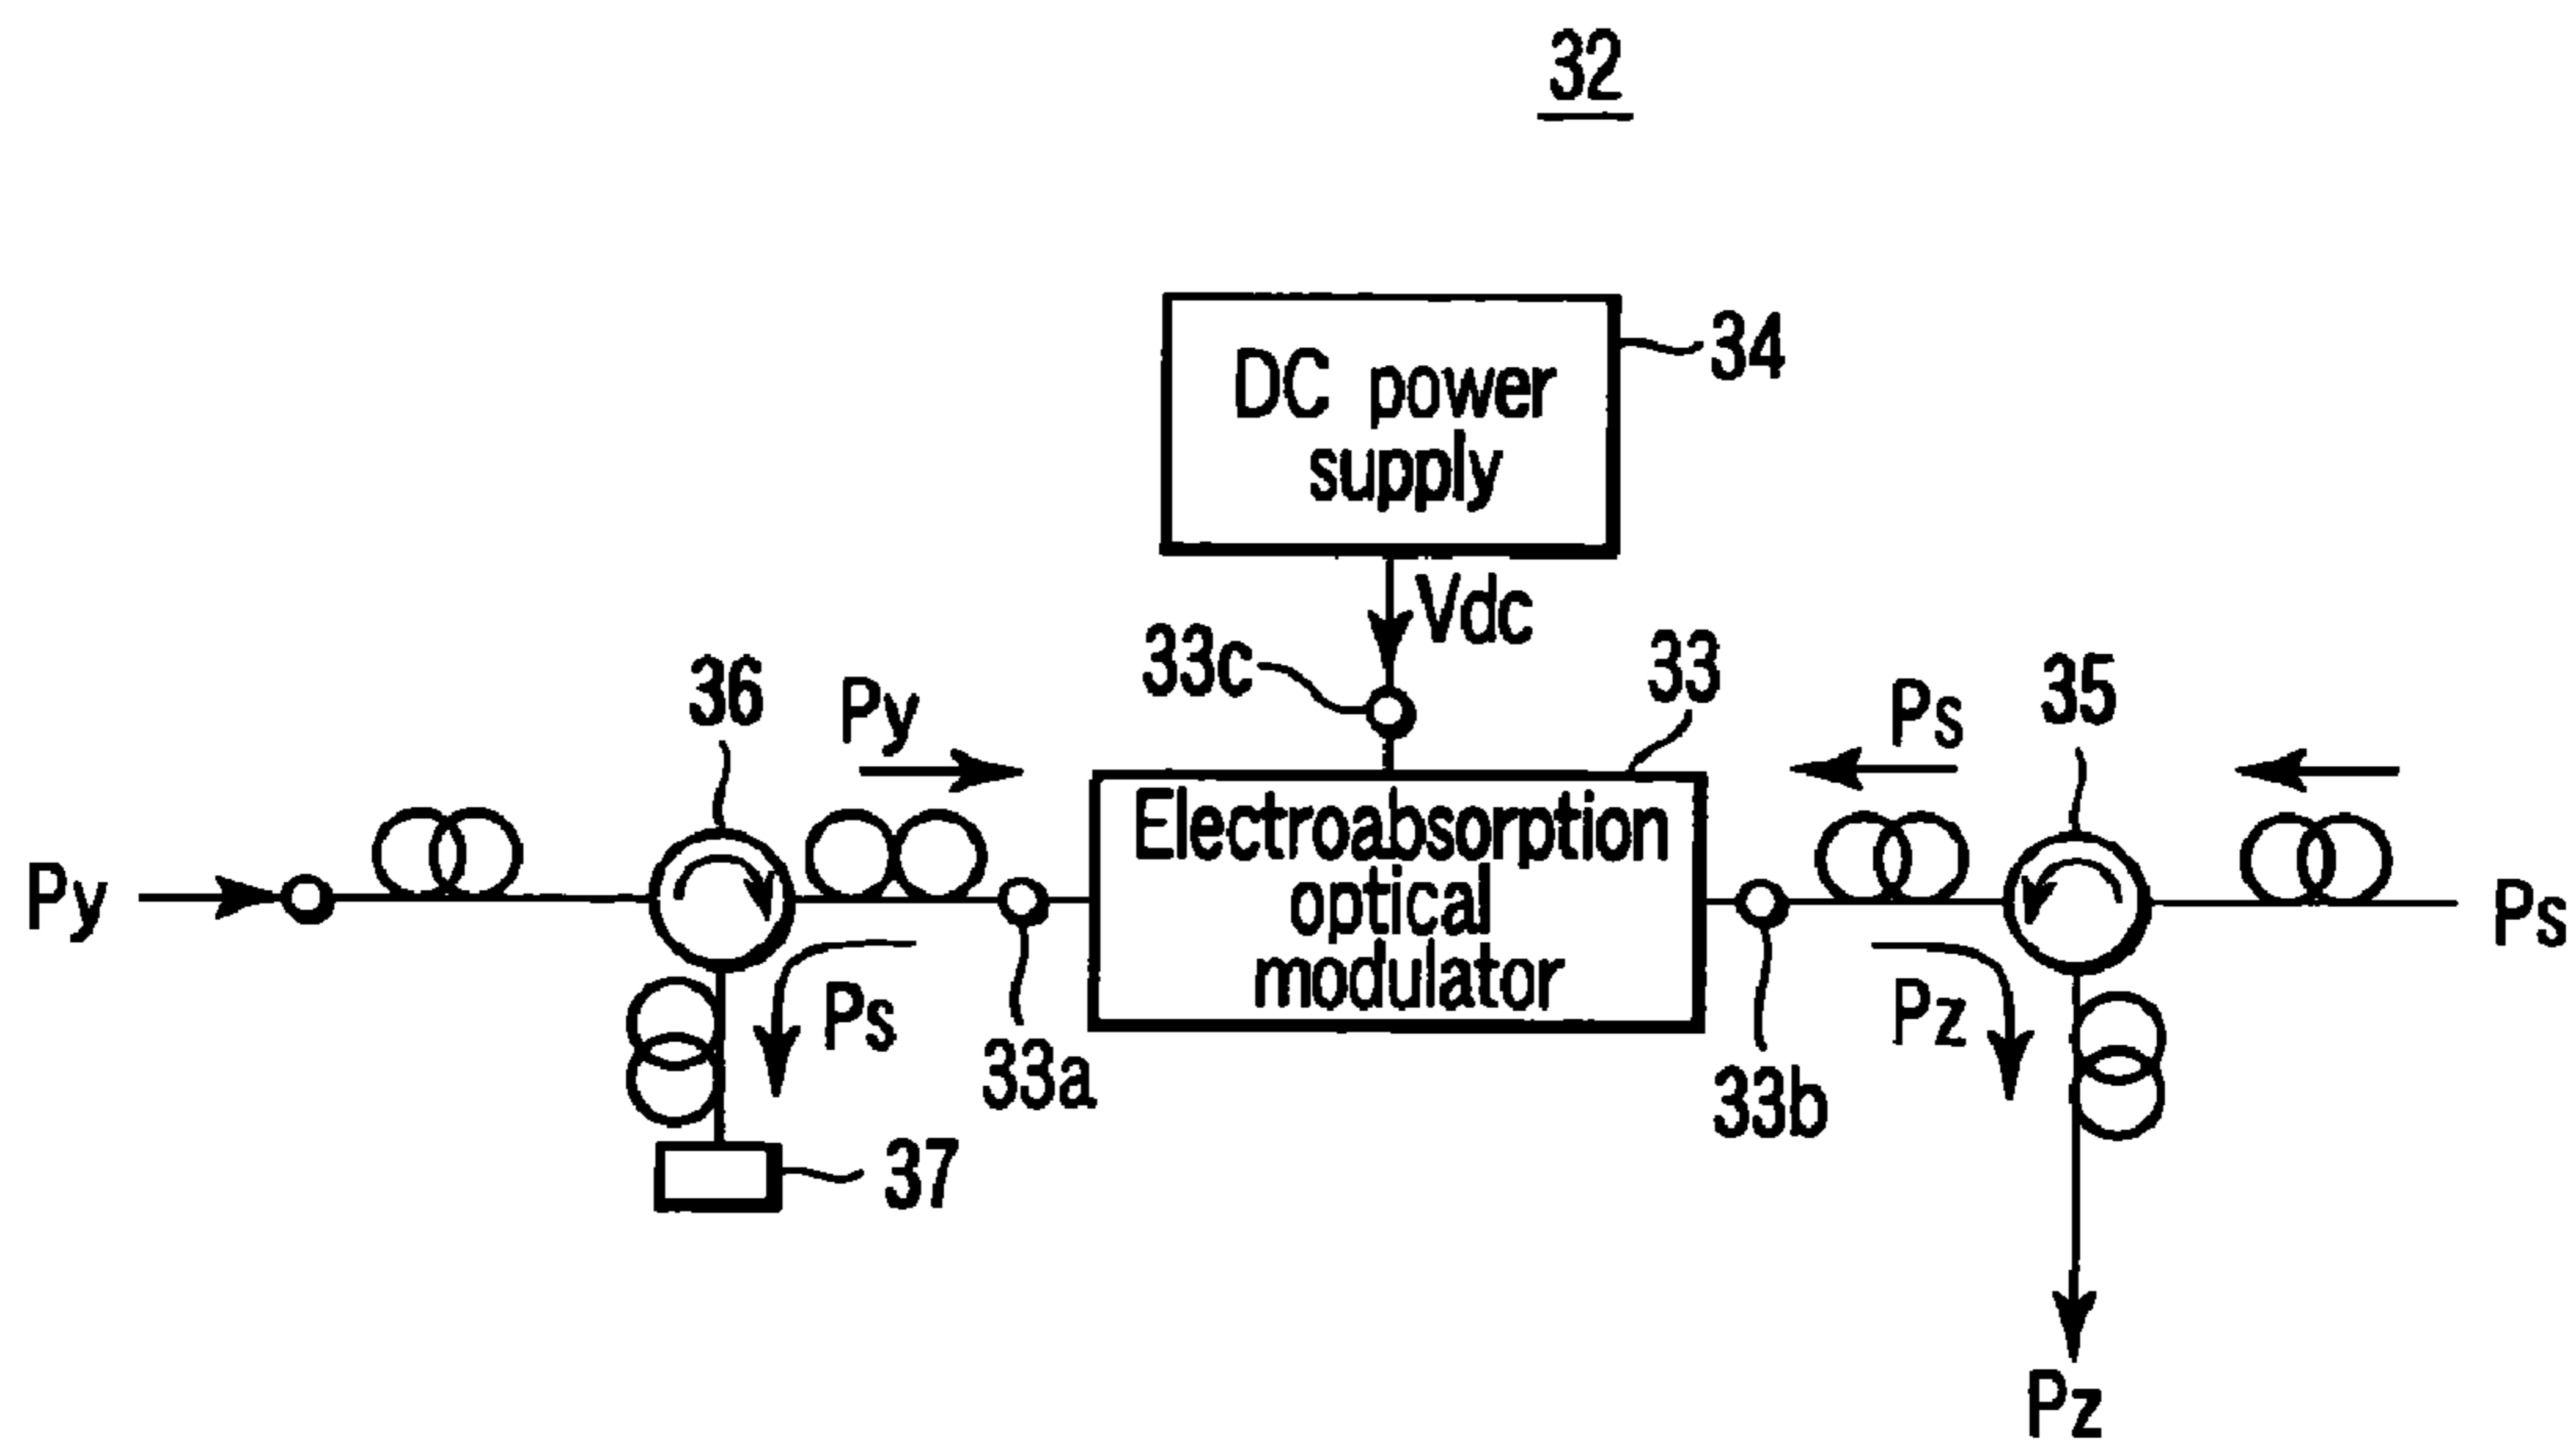 32
DC power
supply
34
Vdc
33c
33
36
Py
Ps
35
Electroabsorption
optical
modulator
Py
Ps
Ps
33a
Pz
33b
37
Pz